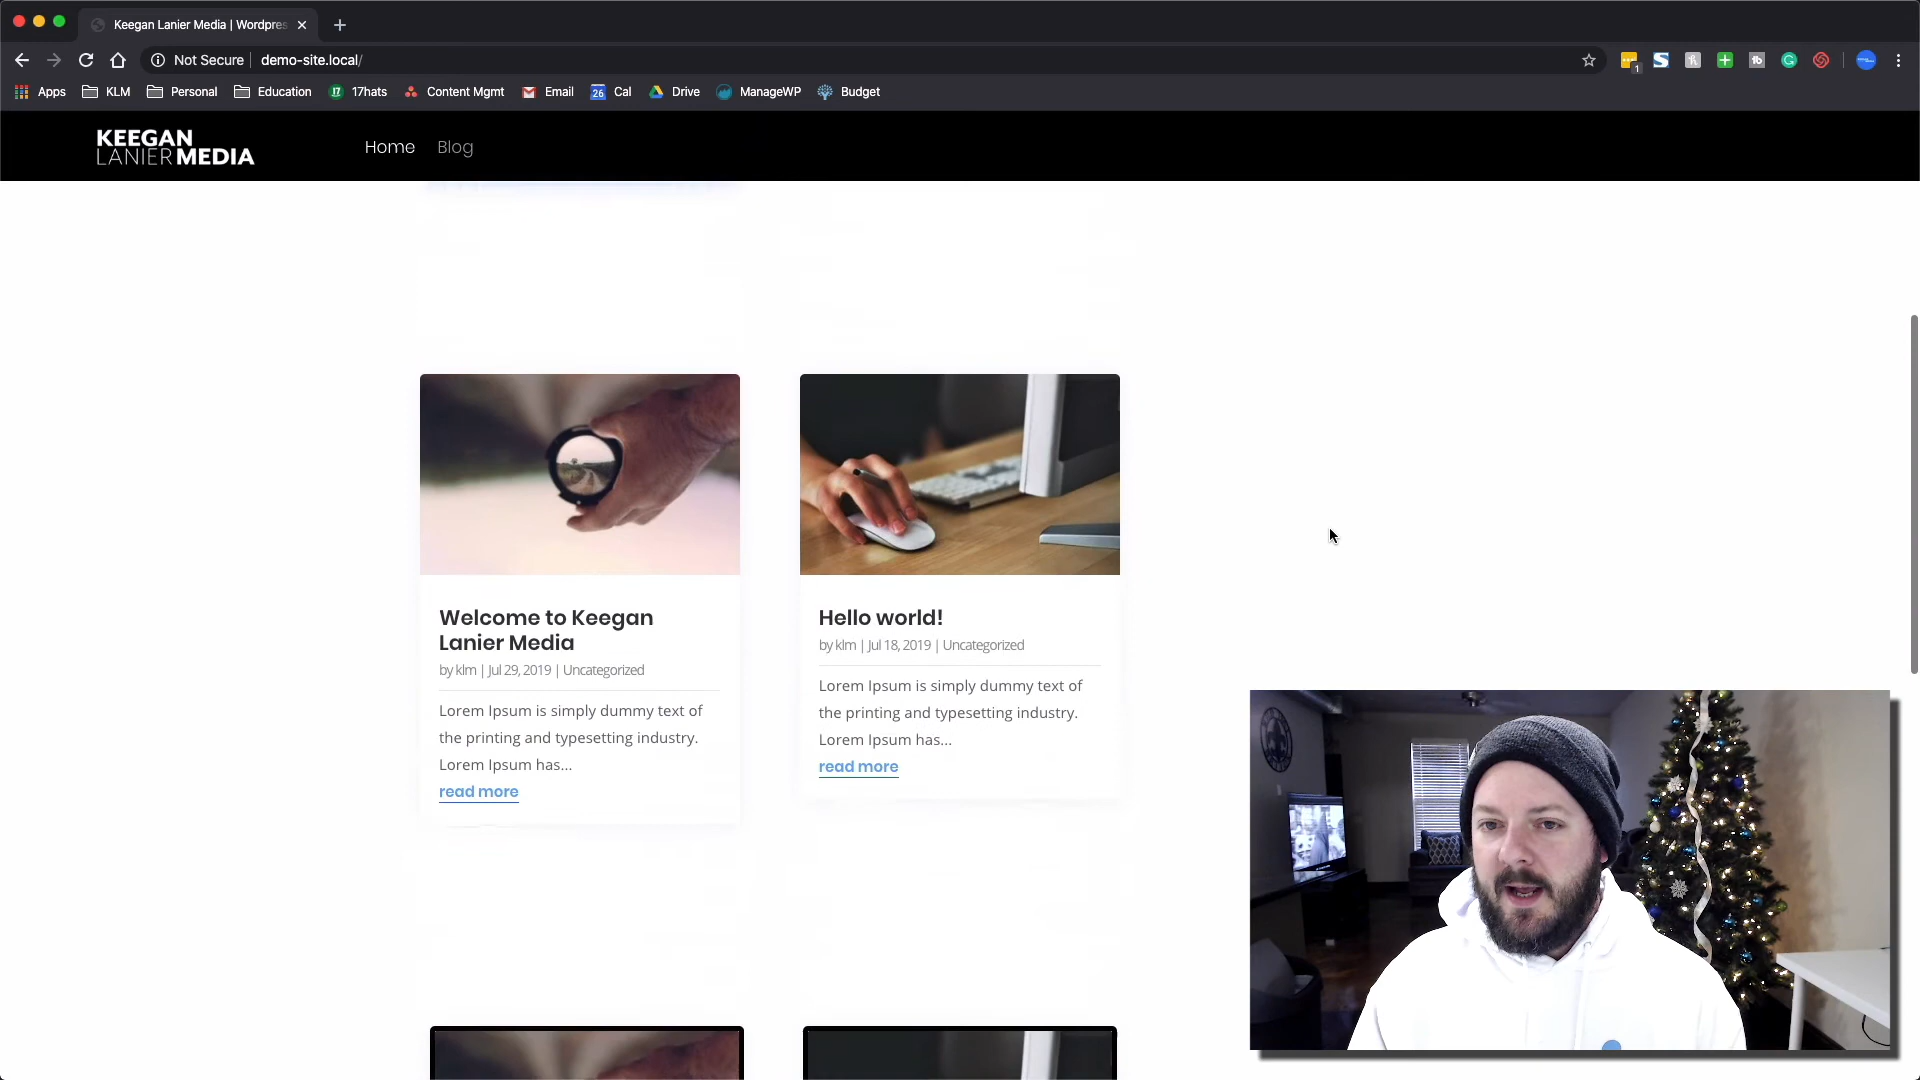 Keegan Lanier Media | Wordpres
Not Secure demo-site.local/
1
Apps KLM Personal Education 17 17hats Content Mgmt Email 26 Cal Drive ManageWP Budget
KEEGAN
LANIER MEDIA
Home Blog
Welcome to Keegan
Lanier Media
by klm | Jul 29, 2019 | Uncategorized
Lorem Ipsum is simply dummy text of
the printing and typesetting industry.
Lorem Ipsum has...
read more
Hello world!
by klm | Jul 18, 2019 | Uncategorized
Lorem Ipsum is simply dummy text of
the printing and typesetting industry.
Lorem Ipsum has...
read more